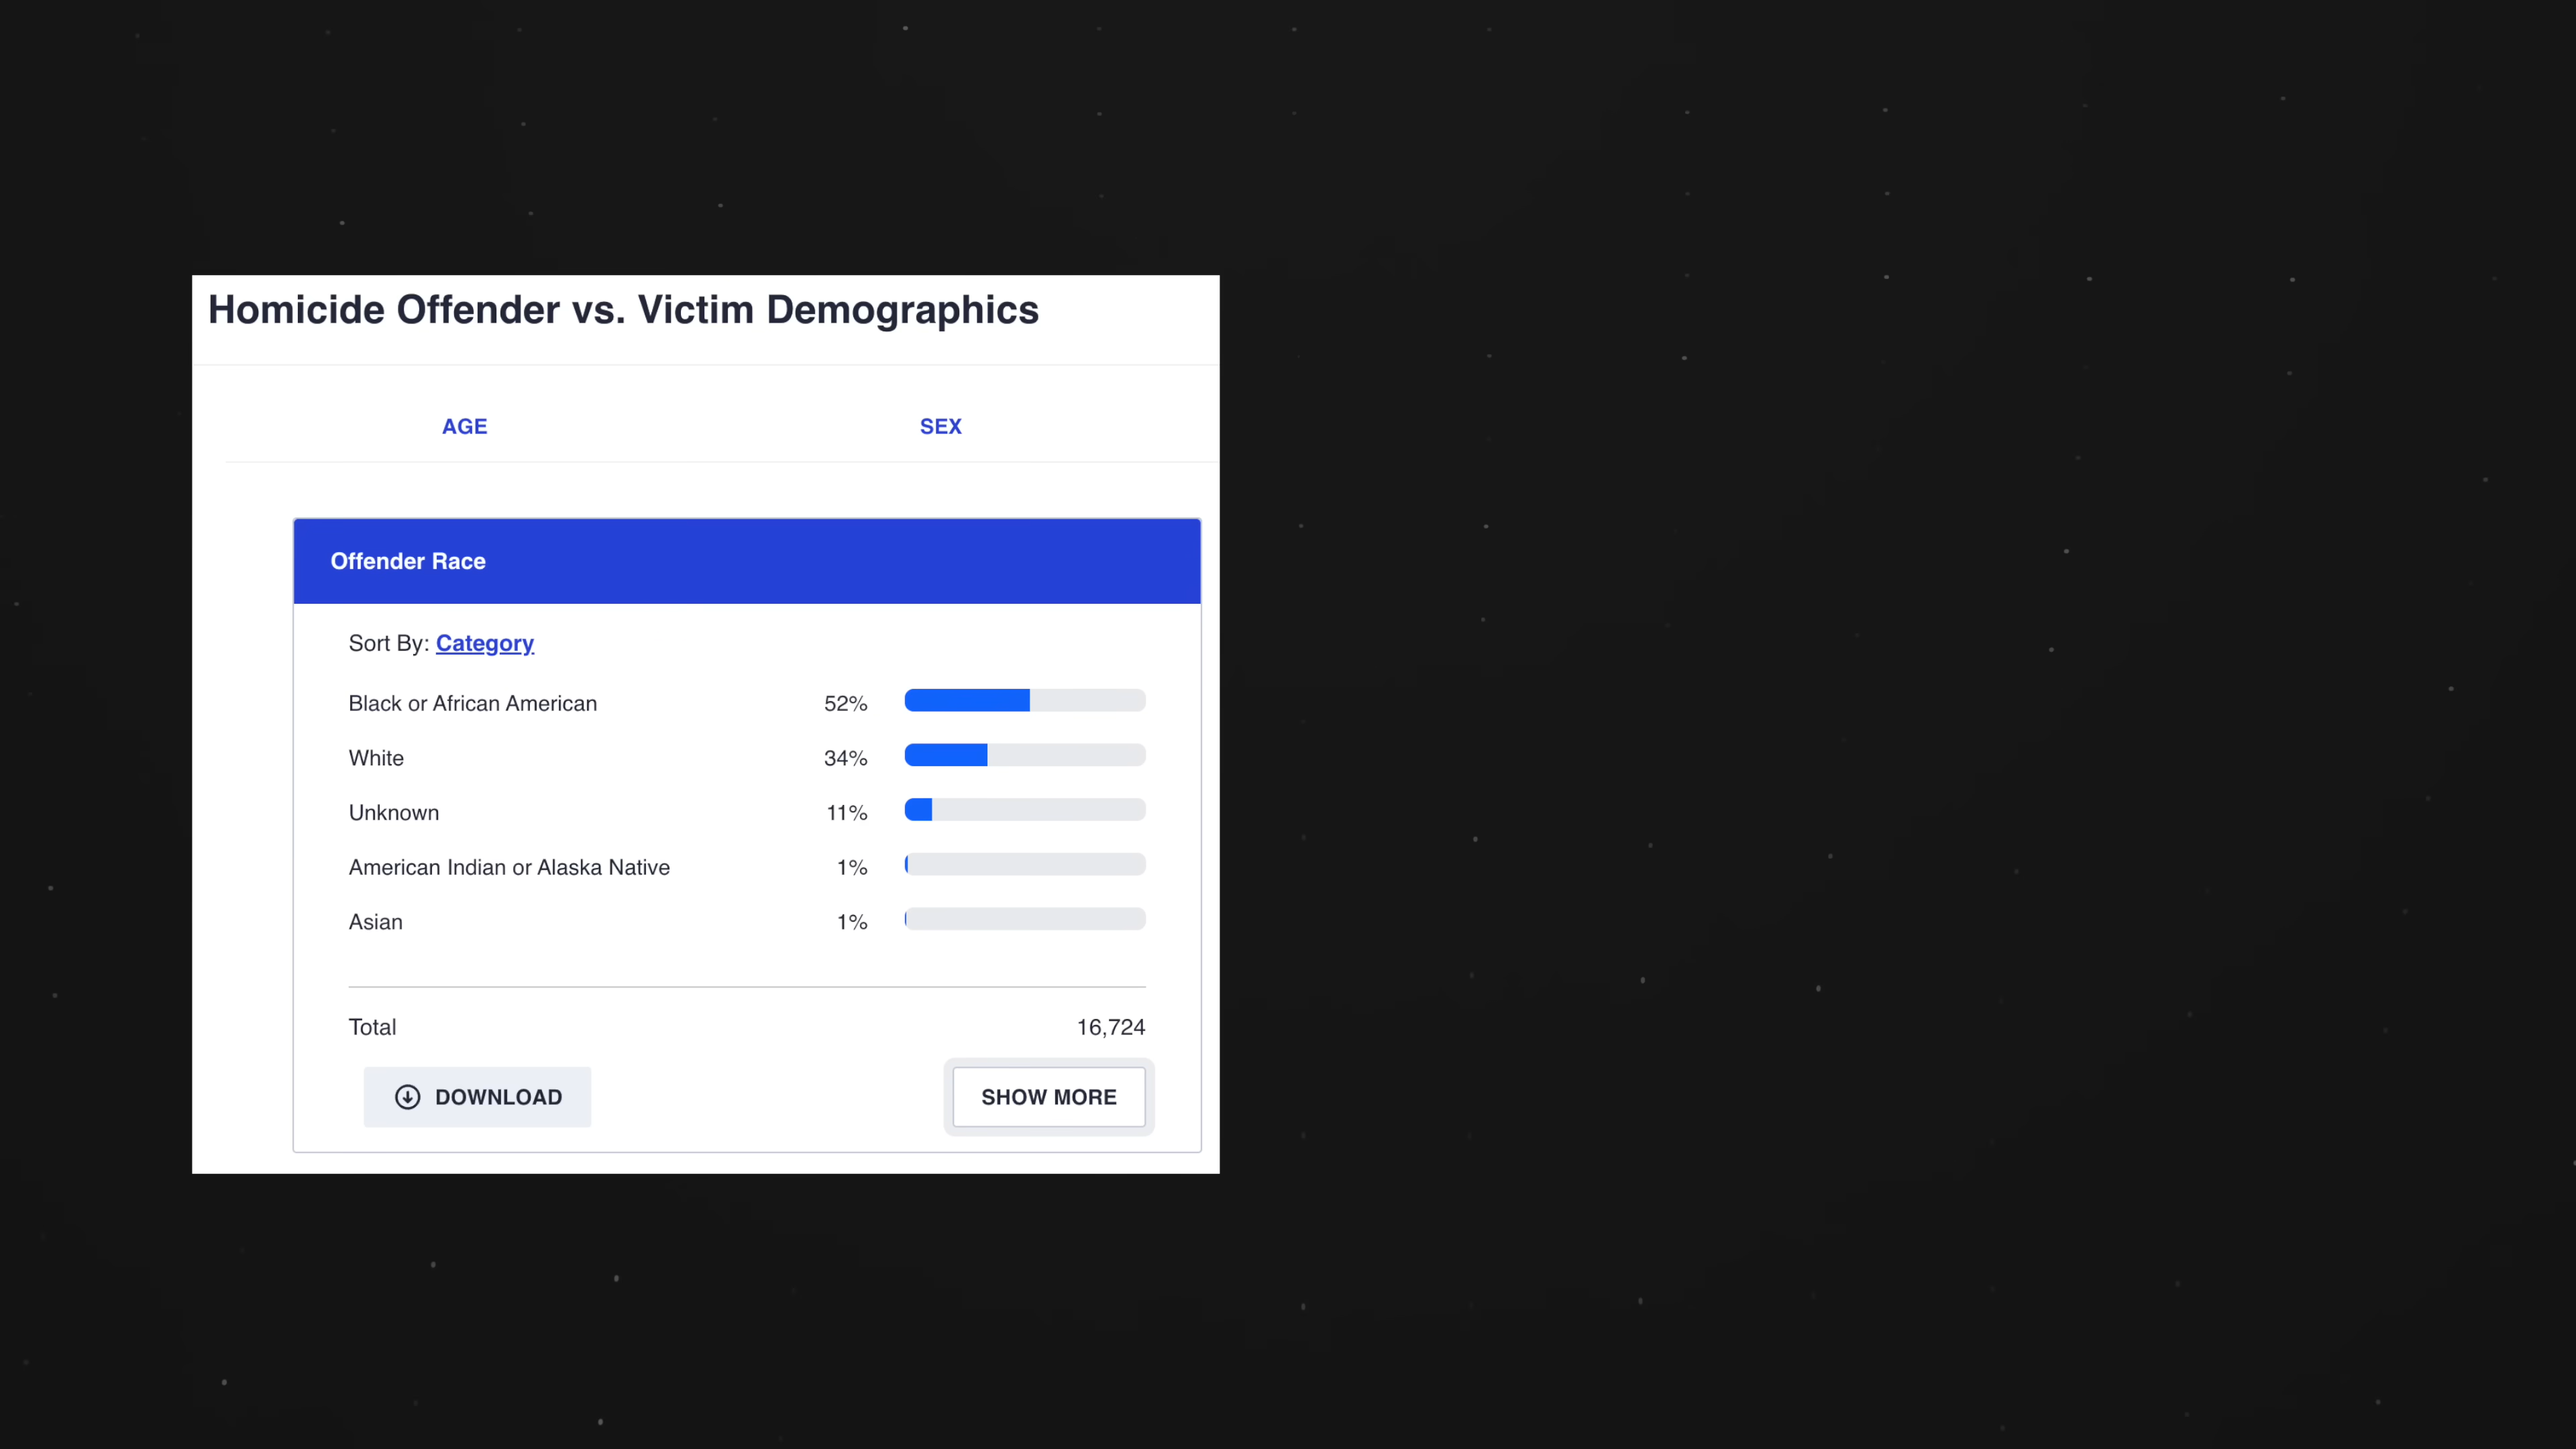 Homicide Offender vs. Victim Demographics
AGE SEX
Offender Race
Sort By: Category
Black or African American 52%
White 34%
Unknown 11%
American Indian or Alaska Native 1%
Asian 1%
Total 16,724
DOWNLOAD SHOW MORE